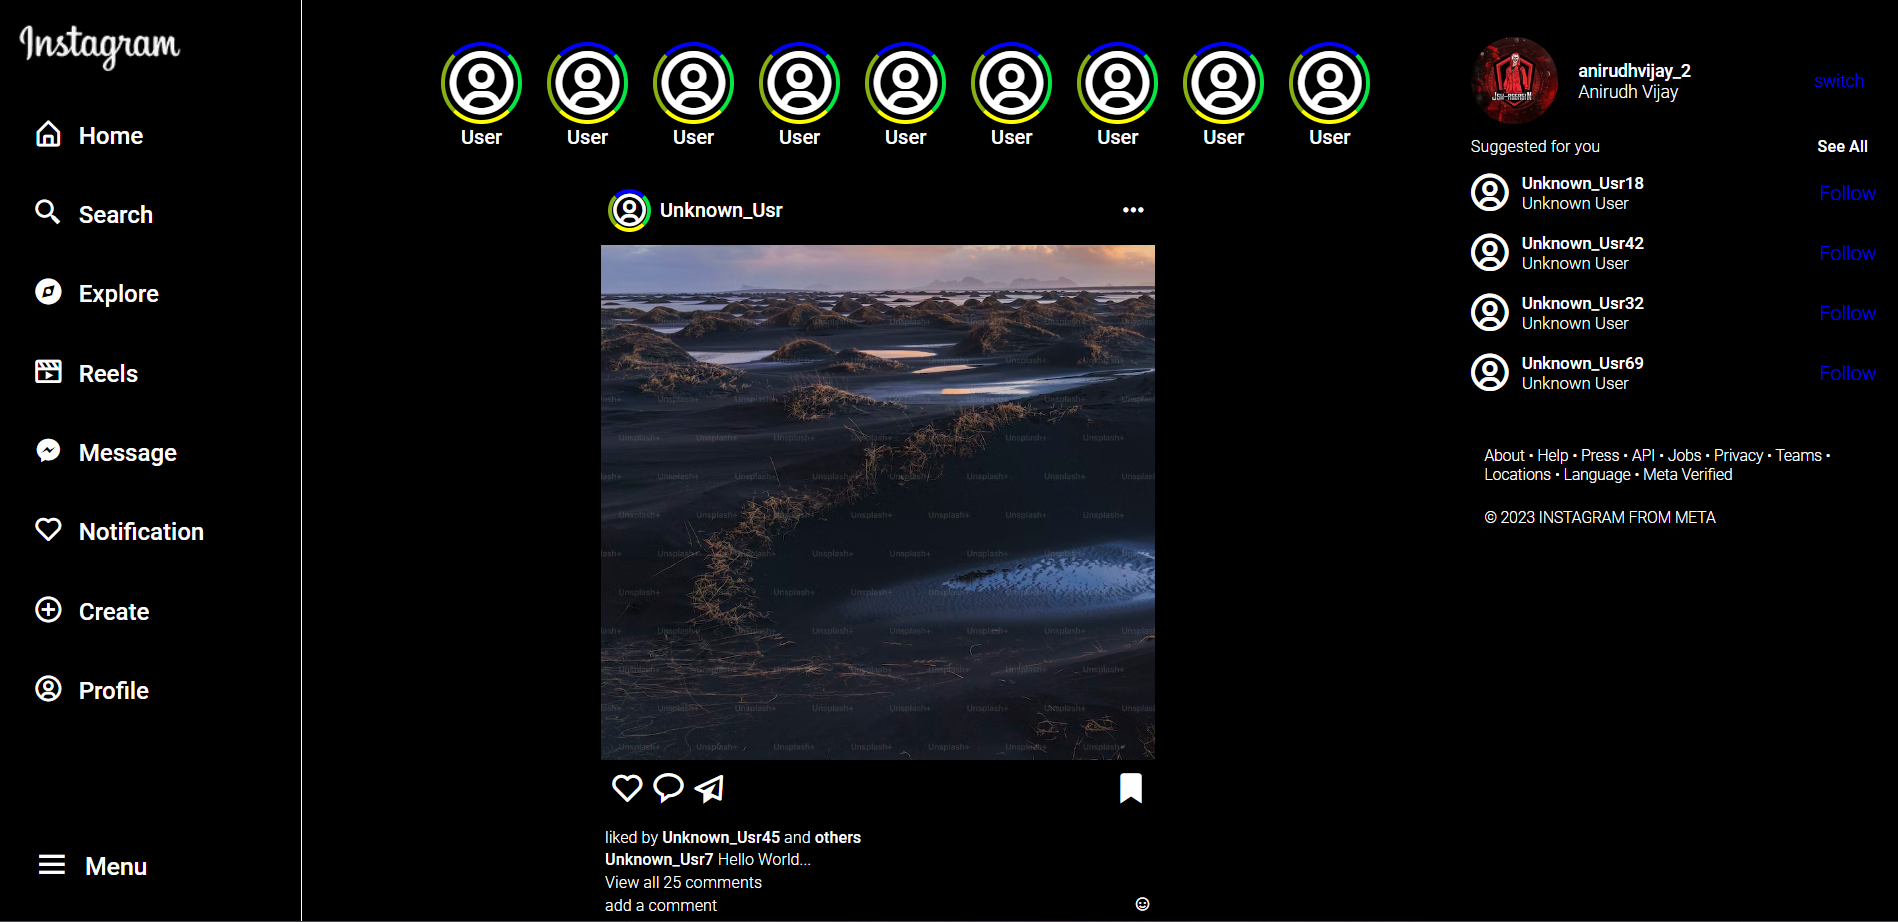 Instagram
Home
Search
Explore
Reels
Message
Notification
Create
Profile
Menu
User User User User User User User User User
Unknown_Usr
Unsplash+
liked by Unknown_Usr45 and others
Unknown_Usr7 Hello World...
View all 25 comments
add a comment
anirudhvijay_2
Anirudh Vijay
switch
Suggested for you See All
Unknown_Usr18
Unknown User
Follow
Unknown_Usr42
Unknown User
Follow
Unknown_Usr32
Unknown User
Follow
Unknown_Usr69
Unknown User
Follow
About • Help • Press • API • Jobs • Privacy • Teams •
Locations • Language • Meta Verified
© 2023 INSTAGRAM FROM META